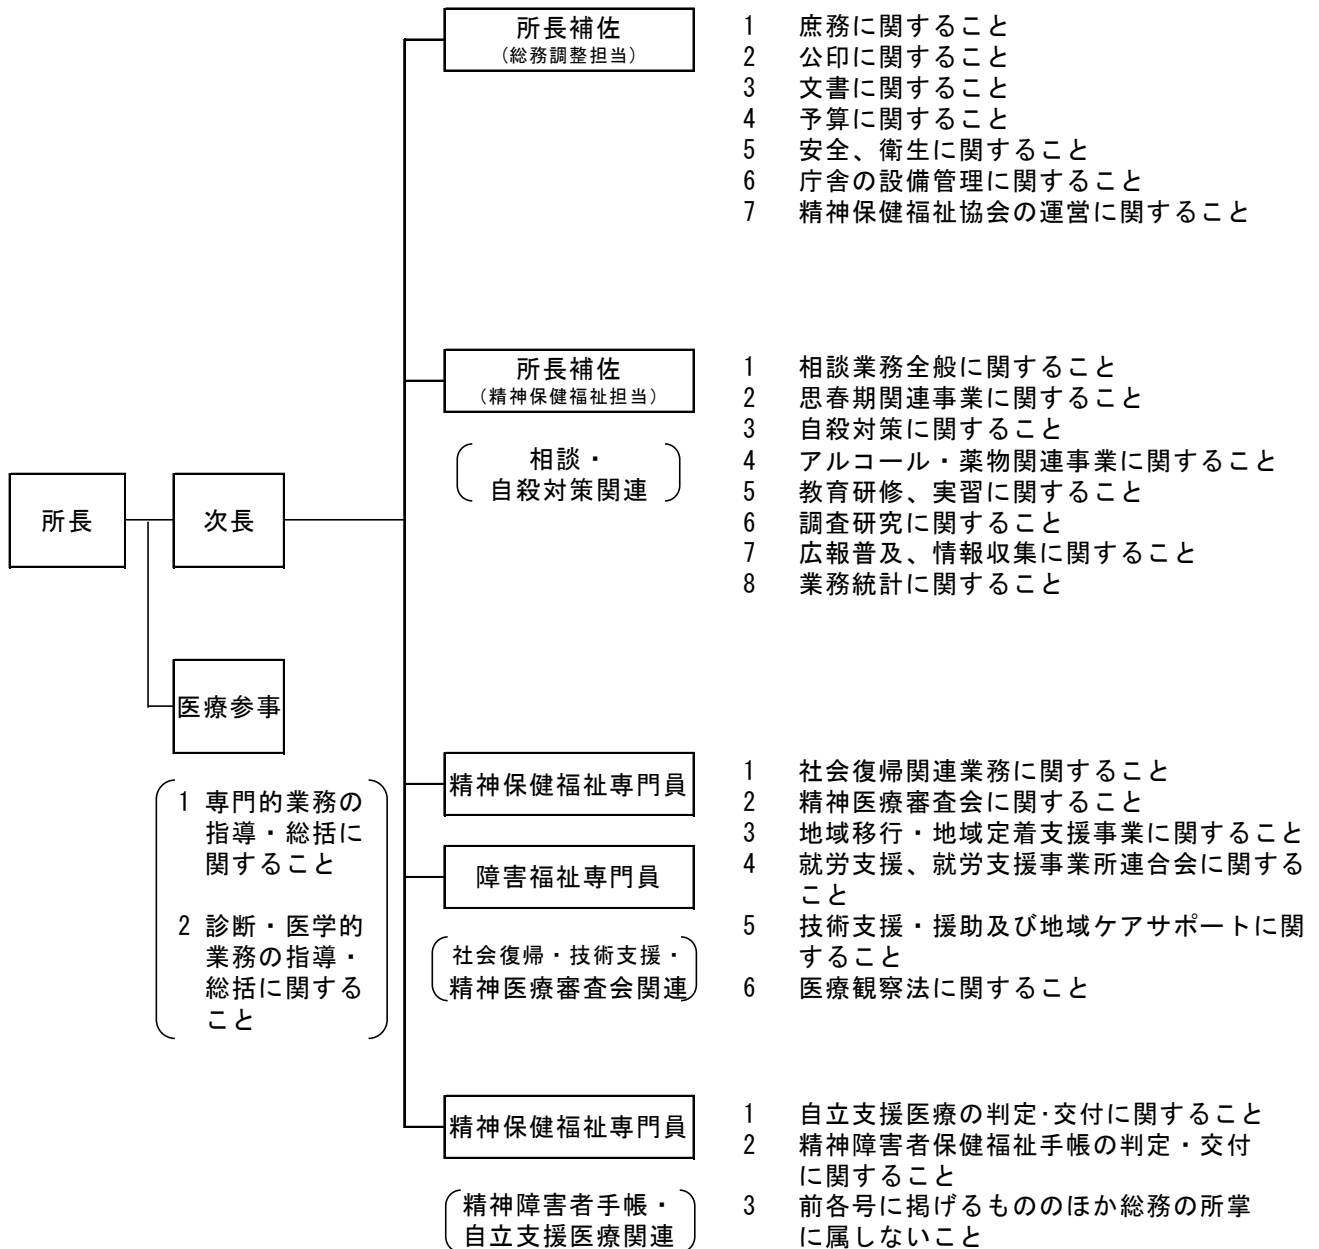 所長
次長
医療参事
1 専門的業務の
指導・総括に
関すること
2 診断・医学的
業務の指導・
総括に関する
こと
所長補佐
(総務調整担当)
1 庶務に関すること
2 公印に関すること
3 文書に関すること
4 予算に関すること
5 安全、衛生に関すること
6 庁舎の設備管理に関すること
7 精神保健福祉協会の運営に関すること
所長補佐
(精神保健福祉担当)
相談・
自殺対策関連
1 相談業務全般に関すること
2 思春期関連事業に関すること
3 自殺対策に関すること
4 アルコール・薬物関連事業に関すること
5 教育研修、実習に関すること
6 調査研究に関すること
7 広報普及、情報収集に関すること
8 業務統計に関すること
精神保健福祉専門員
障害福祉専門員
社会復帰・技術支援・
精神医療審査会関連
1 社会復帰関連業務に関すること
2 精神医療審査会に関すること
3 地域移行・地域定着支援事業に関すること
4 就労支援、就労支援事業所連合会に関する
こと
5 技術支援・援助及び地域ケアサポートに関
すること
6 医療観察法に関すること
精神保健福祉専門員
精神障害者手帳・
自立支援医療関連
1 自立支援医療の判定･交付に関すること
2 精神障害者保健福祉手帳の判定・交付
に関すること
3 前各号に掲げるもののほか総務の所掌
に属しないこと